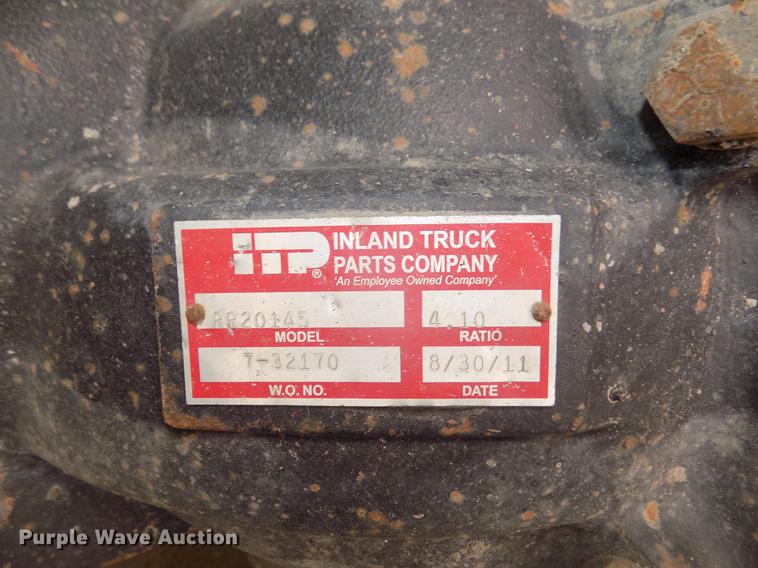 ITP® INLAND TRUCK
PARTS COMPANY
'An Employee Owned Company'
RR20145 4.10
MODEL RATIO
7-32170 8/30/11
W.O. NO. DATE
Purple Wave Auction